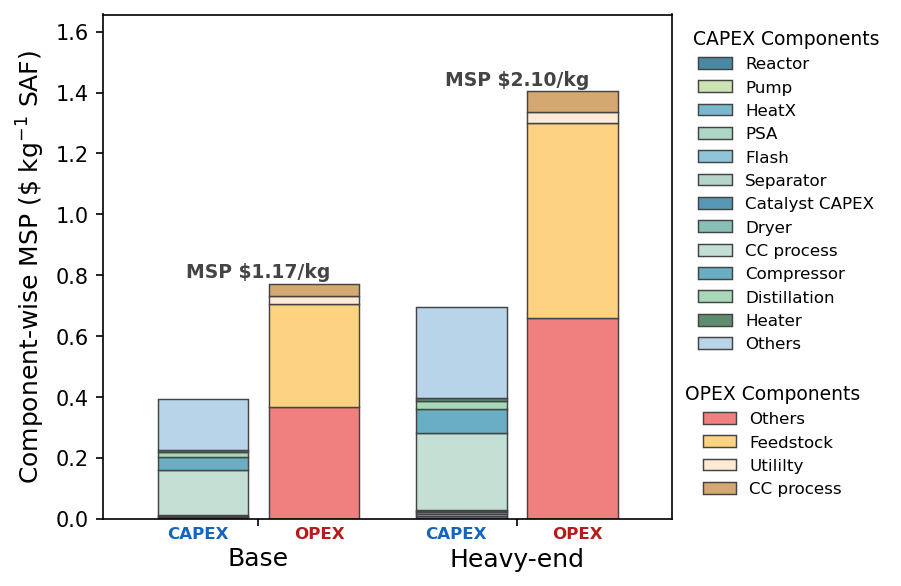 Component-wise MSP ($ kg⁻¹ SAF)
1.6
1.4
1.2
1.0
0.8
0.6
0.4
0.2
0.0
MSP $1.17/kg
MSP $2.10/kg
CAPEX OPEX CAPEX OPEX
Base Heavy-end
CAPEX Components
Reactor
Pump
HeatX
PSA
Flash
Separator
Catalyst CAPEX
Dryer
CC process
Compressor
Distillation
Heater
Others
OPEX Components
Others
Feedstock
Utililty
CC process